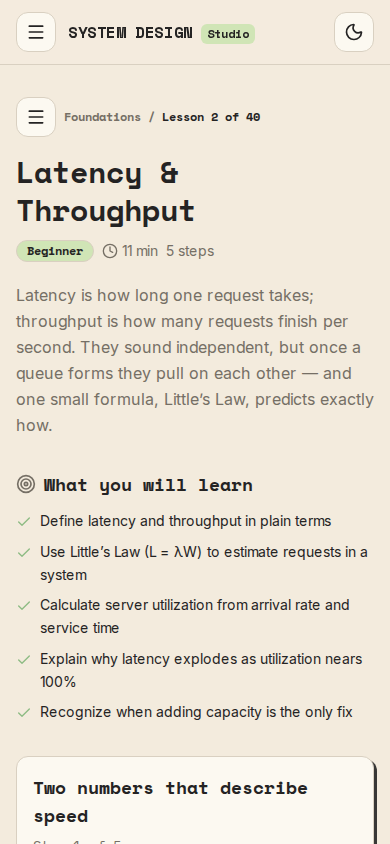 SYSTEM DESIGN Studio
Foundations / Lesson 2 of 40
Latency &
Throughput
Beginner 11 min 5 steps
Latency is how long one request takes;
throughput is how many requests finish per
second. They sound independent, but once a
queue forms they pull on each other — and
one small formula, Little’s Law, predicts exactly
how.
What you will learn
Define latency and throughput in plain terms
Use Little’s Law (L = λW) to estimate requests in a
system
Calculate server utilization from arrival rate and
service time
Explain why latency explodes as utilization nears
100%
Recognize when adding capacity is the only fix
Two numbers that describe
speed